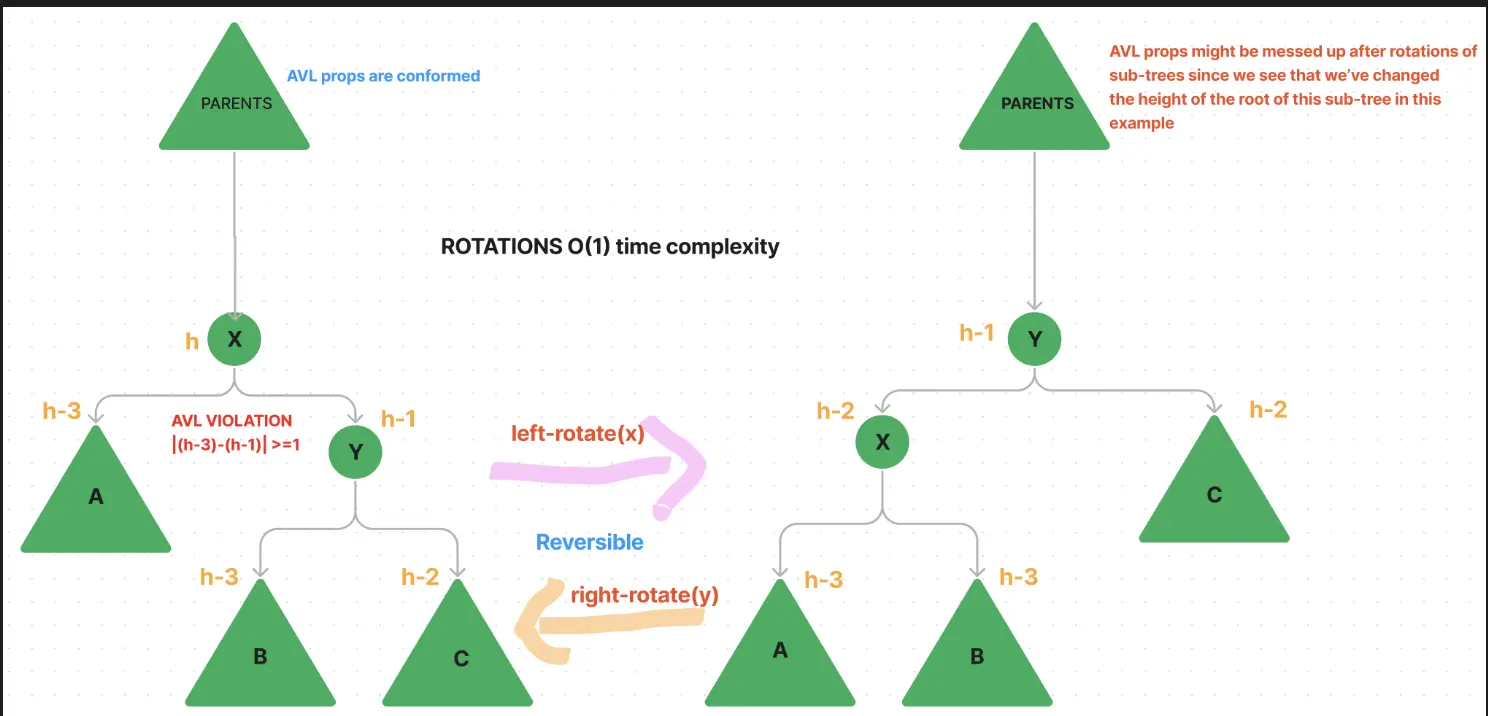 PARENTS
AVL props are conformed
PARENTS
AVL props might be messed up after rotations of
sub-trees since we see that we've changed
the height of the root of this sub-tree in this
example
ROTATIONS O(1) time complexity
h
X
h-3
AVL VIOLATION
|(h-3)-(h-1)| >=1
h-1
Y
A
h-3
h-2
B
C
left-rotate(x)
Reversible
right-rotate(y)
h-1
Y
h-2
X
h-2
C
h-3
h-3
A
B